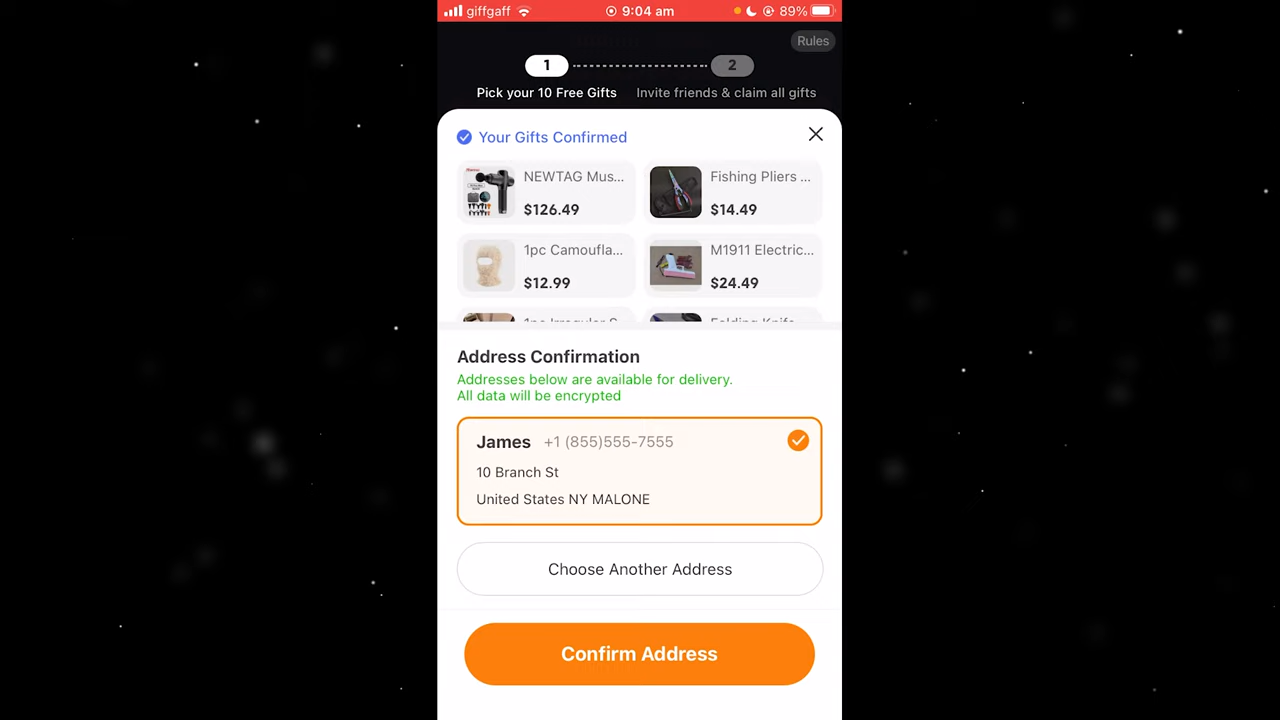 giffgaff 9:04 am 89%
Rules
1 2
Pick your 10 Free Gifts Invite friends & claim all gifts
Your Gifts Confirmed
NEWTAG Mus... Fishing Pliers ...
$126.49 $14.49
1pc Camoufla... M1911 Electric...
$12.99 $24.49
Address Confirmation
Addresses below are available for delivery.
All data will be encrypted
James +1 (855)555-7555
10 Branch St
United States NY MALONE
Choose Another Address
Confirm Address